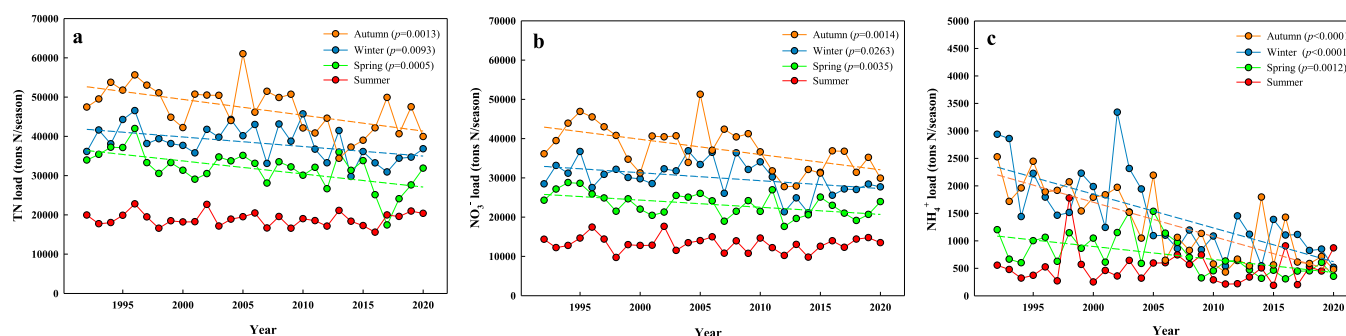 a
TN load (tons N/season)
70000
60000
50000
40000
30000
20000
10000
0
Autumn (p=0.0013)
Winter (p=0.0093)
Spring (p=0.0005)
Summer
1995 2000 2005 2010 2015 2020
Year
b
NO3- load (tons N/season)
70000
60000
50000
40000
30000
20000
10000
0
Autumn (p=0.0014)
Winter (p=0.0263)
Spring (p=0.0035)
Summer
1995 2000 2005 2010 2015 2020
Year
c
NH4+ load (tons N/season)
5000
4500
4000
3500
3000
2500
2000
1500
1000
500
0
Autumn (p<0.0001
Winter (p<0.0001
Spring (p=0.0012)
Summer
1995 2000 2005 2010 2015 2020
Year